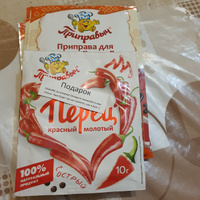 Приправыч
Приправа для
Приправыч
Подарок
Перец
красный молотый
острый
100%
натуральный
продукт
10г